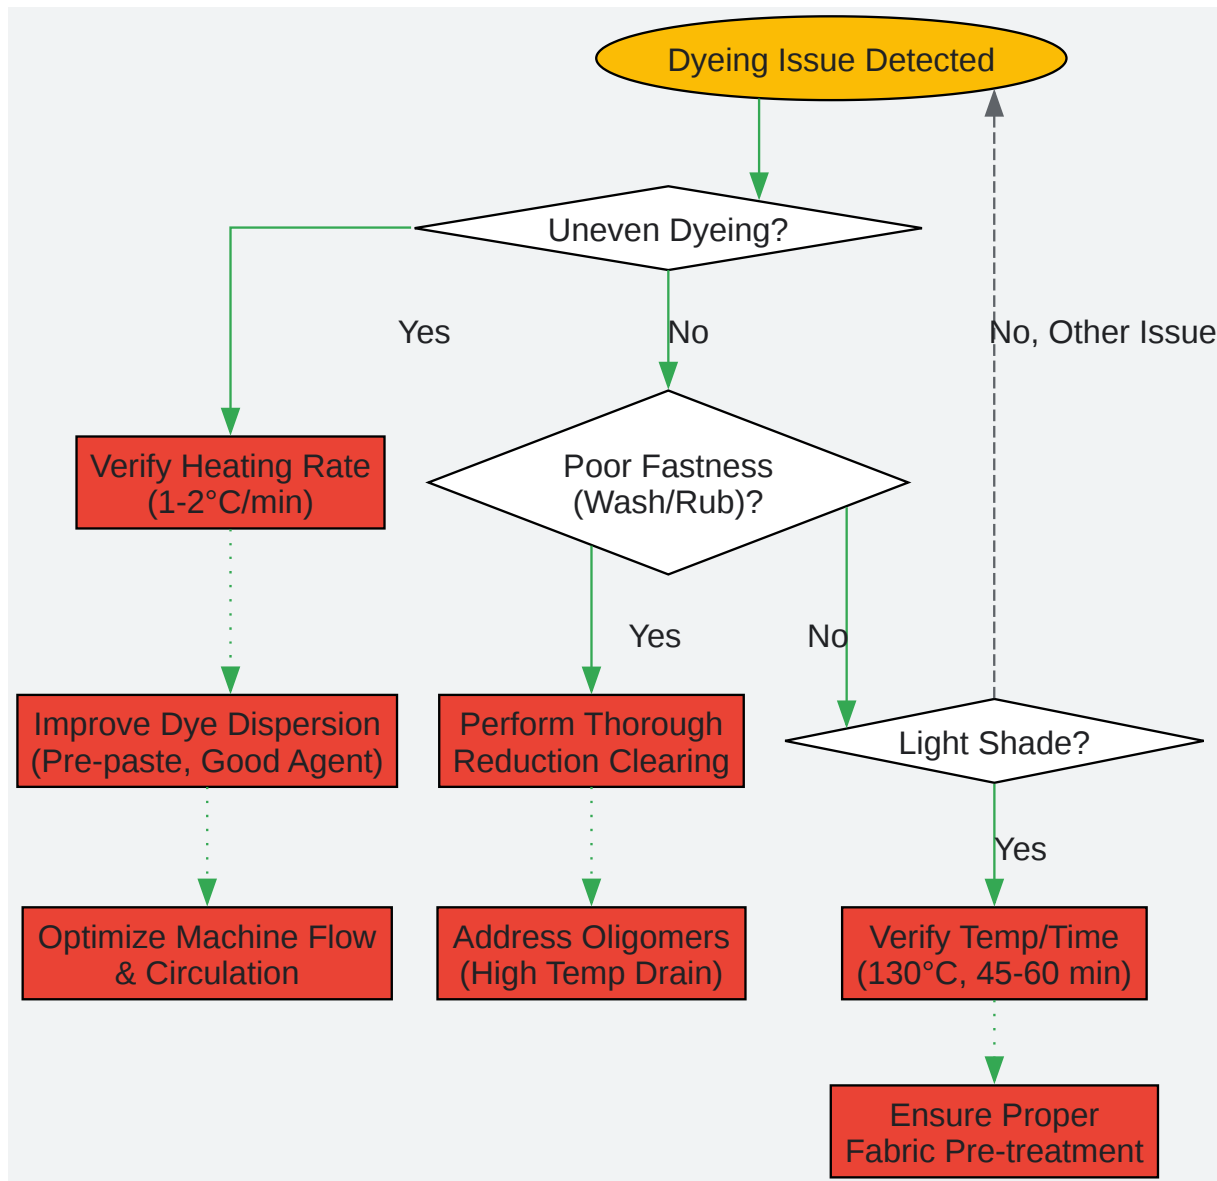 Dyeing Issue Detected
Uneven Dyeing?
Yes
No
No, Other Issue
Verify Heating Rate
(1-2°C/min)
Poor Fastness
(Wash/Rub)?
Yes
No
Improve Dye Dispersion
(Pre-paste, Good Agent)
Perform Thorough
Reduction Clearing
Light Shade?
Yes
Optimize Machine Flow
& Circulation
Address Oligomers
(High Temp Drain)
Verify Temp/Time
(130°C, 45-60 min)
Ensure Proper
Fabric Pre-treatment